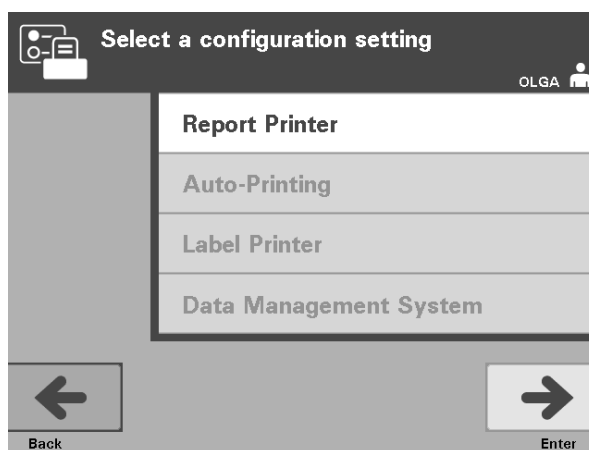 Select a configuration setting
OLGA
Report Printer
Auto-Printing
Label Printer
Data Management System
Back
Enter